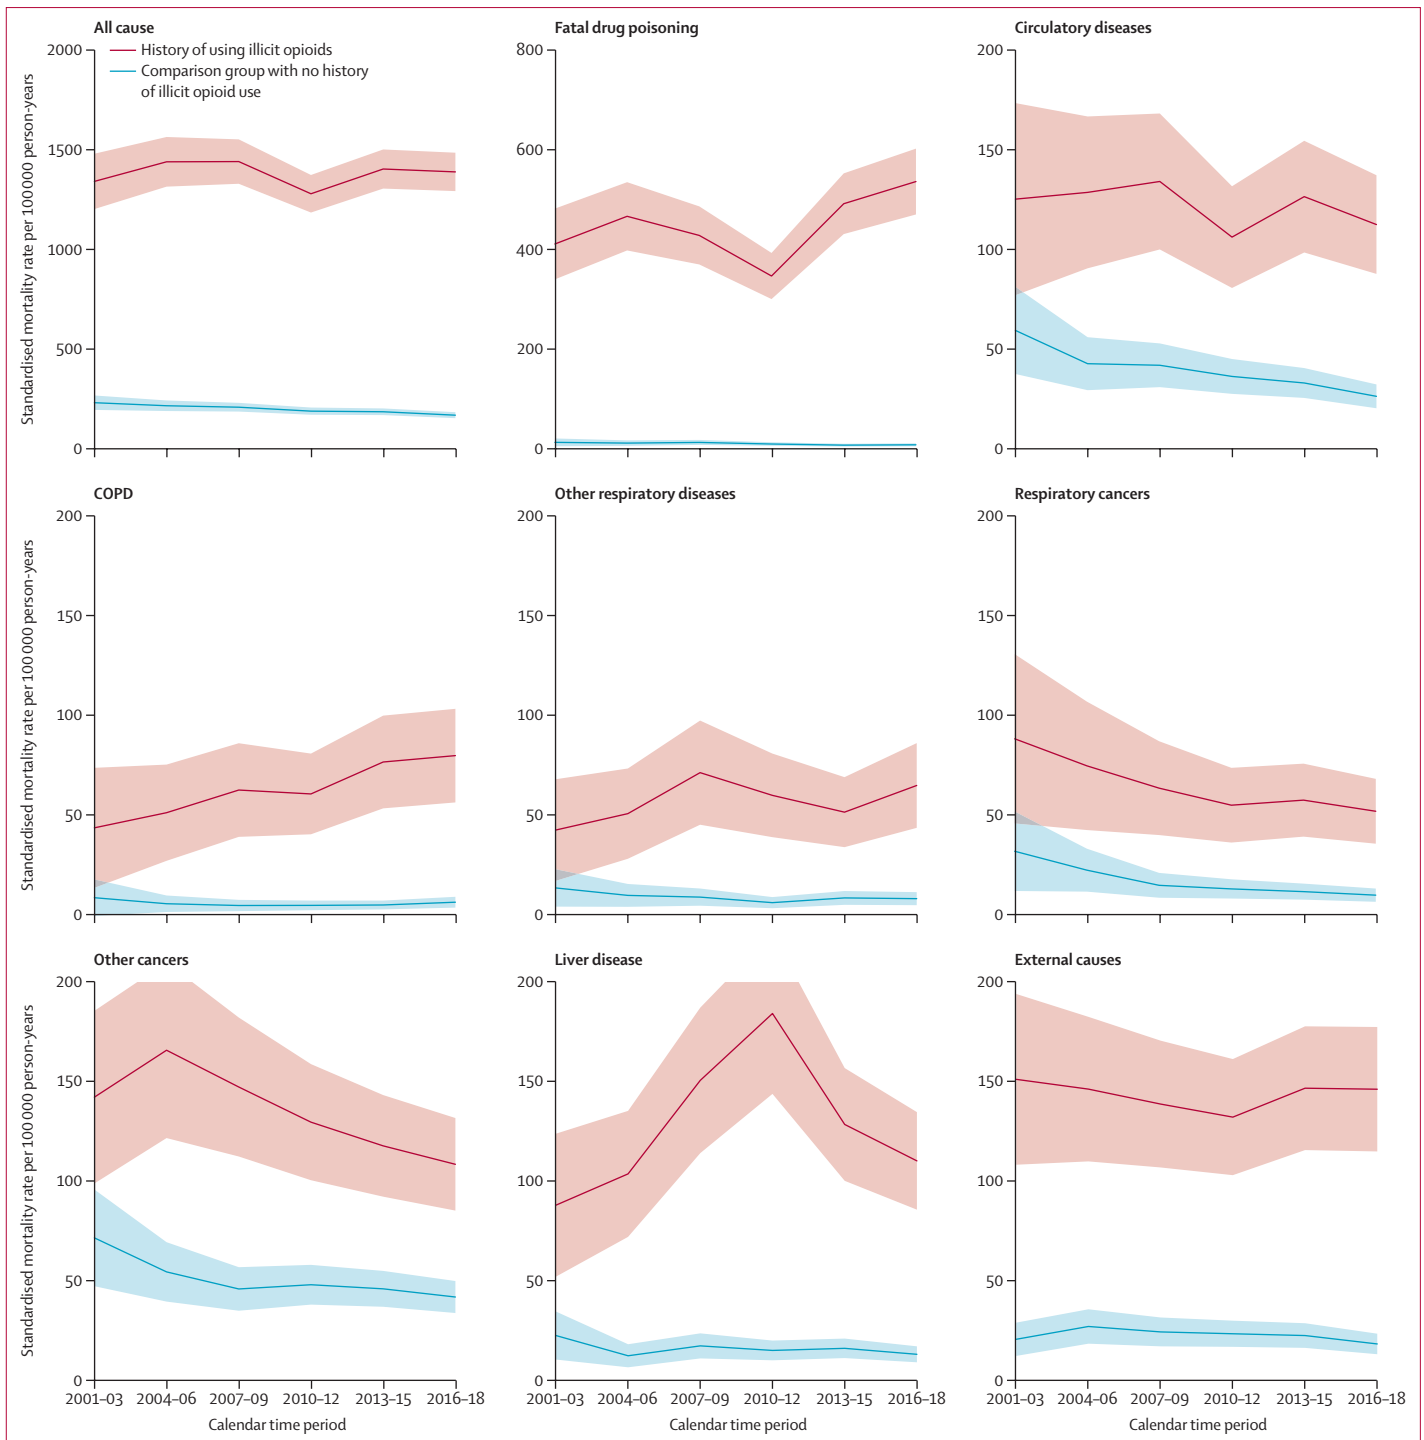 All cause
History of using illicit opioids
Comparison group with no history
of illicit opioid use
Standardised mortality rate per 100 000 person-years
2000
1500
1000
500
0
Fatal drug poisoning
800
600
400
200
0
Circulatory diseases
200
150
100
50
0
COPD
Standardised mortality rate per 100 000 person-years
200
150
100
50
0
Other respiratory diseases
200
150
100
50
0
Respiratory cancers
200
150
100
50
0
Other cancers
Standardised mortality rate per 100 000 person-years
200
150
100
50
0
2001–03 2004–06 2007–09 2010–12 2013–15 2016–18
Calendar time period
Liver disease
200
150
100
50
0
2001–03 2004–06 2007–09 2010–12 2013–15 2016–18
Calendar time period
External causes
200
150
100
50
0
2001–03 2004–06 2007–09 2010–12 2013–15 2016–18
Calendar time period